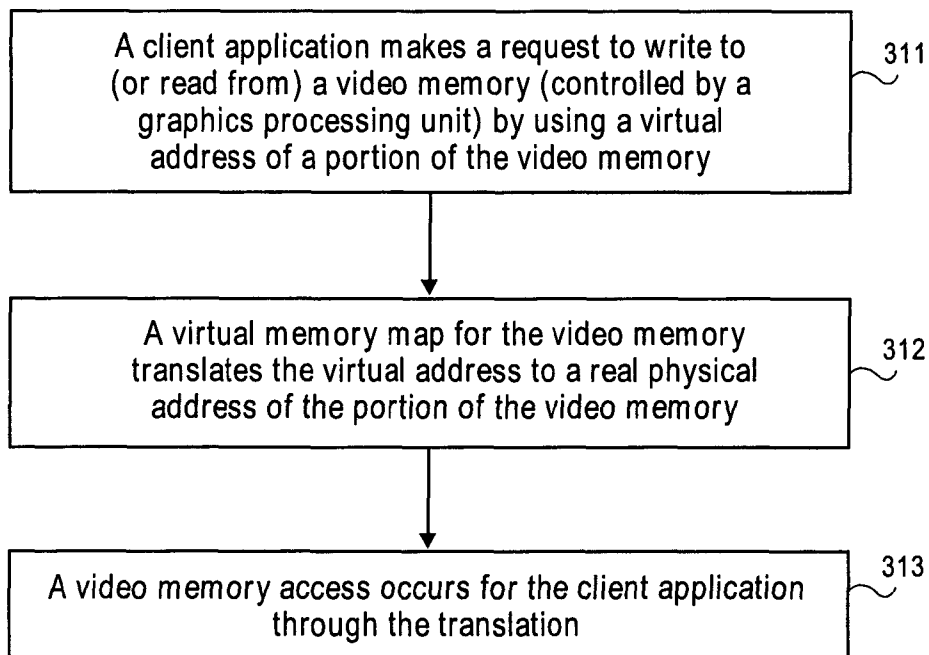 A client application makes a request to write to
(or read from) a video memory (controlled by a
graphics processing unit) by using a virtual
address of a portion of the video memory
311
A virtual memory map for the video memory
translates the virtual address to a real physical
address of the portion of the video memory
312
A video memory access occurs for the client application
through the translation
313